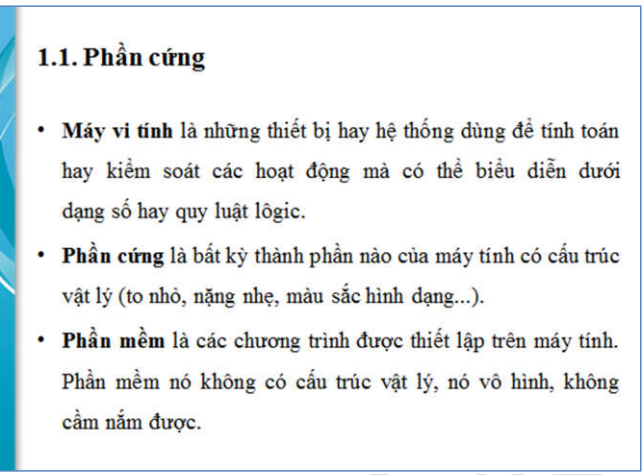 1.1. Phần cứng
• Máy vi tính là những thiết bị hay hệ thống dùng để tính toán
hay kiểm soát các hoạt động mà có thể biểu diễn dưới
dạng số hay quy luật lôgic.
• Phần cứng là bất kỳ thành phần nào của máy tính có cấu trúc
vật lý (to nhỏ, nặng nhẹ, màu sắc hình dạng...).
• Phần mềm là các chương trình được thiết lập trên máy tính.
Phần mềm nó không có cấu trúc vật lý, nó vô hình, không
cầm nắm được.